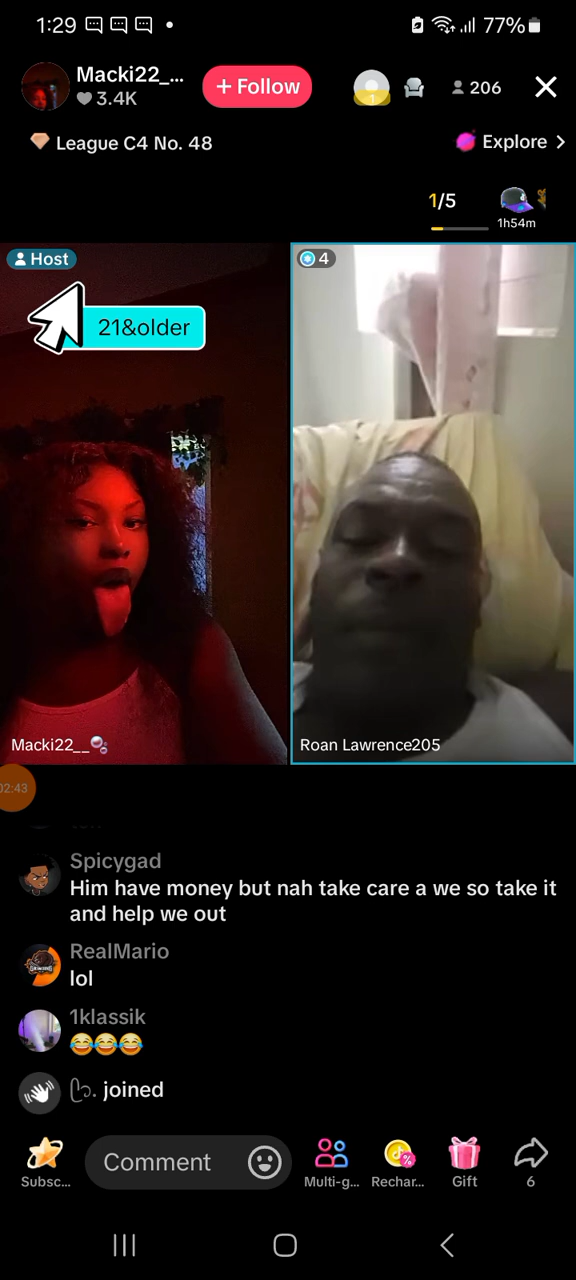 1:29
77%
Macki22_...
3.4K
+ Follow
1
206
League C4 No. 48
Explore >
1/5
1h54m
Host
4
21&older
Macki22__
Roan Lawrence205
02:43
Spicygad
Him have money but nah take care a we so take it
and help we out
RealMario
lol
1klassik
😂😂😂
joined
Subsc...
Comment
Multi-g...
Rechar...
Gift
6